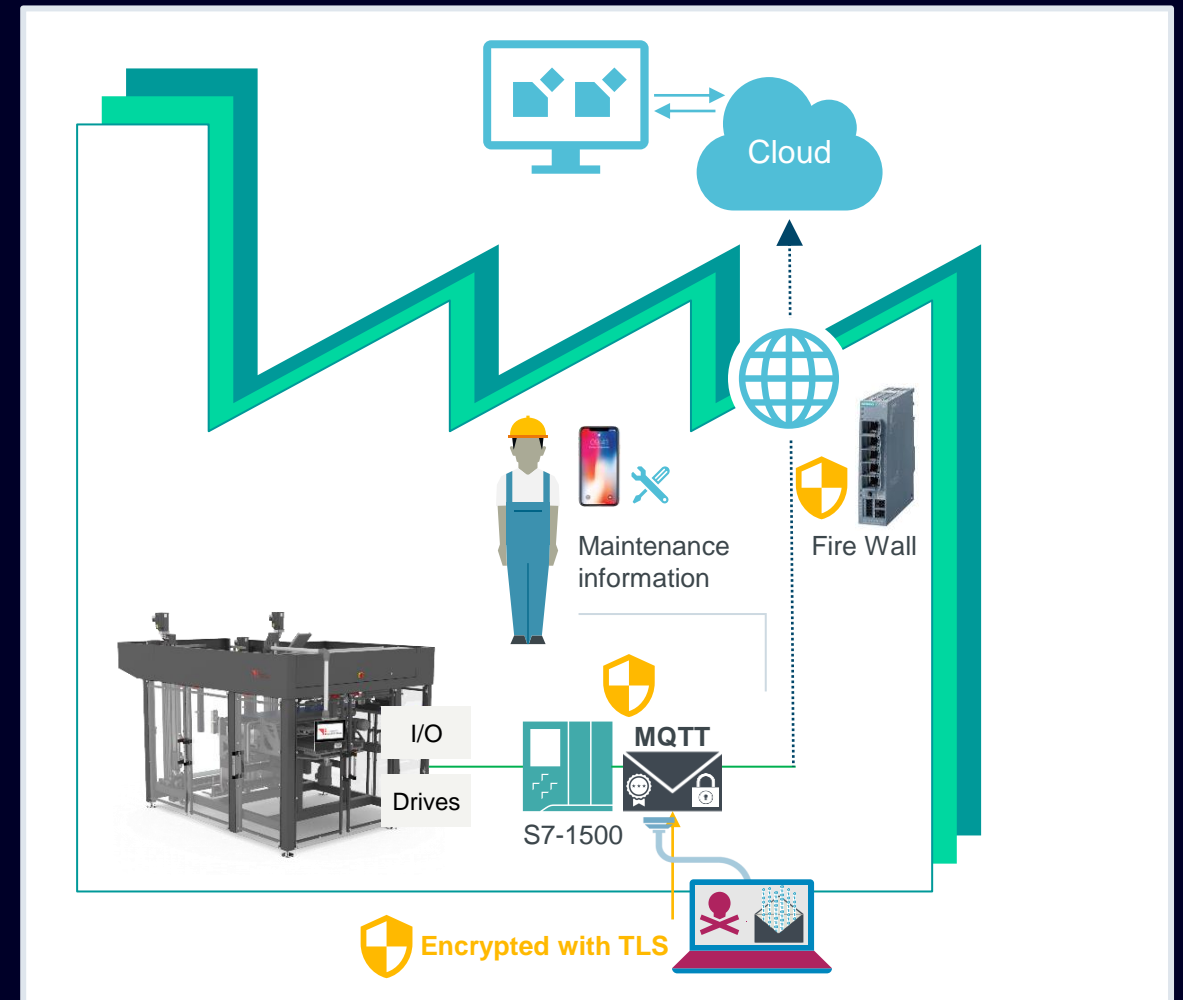 Cloud
Maintenance
information
Fire Wall
I/O
MQTT
Drives
S7-1500
Encrypted with TLS